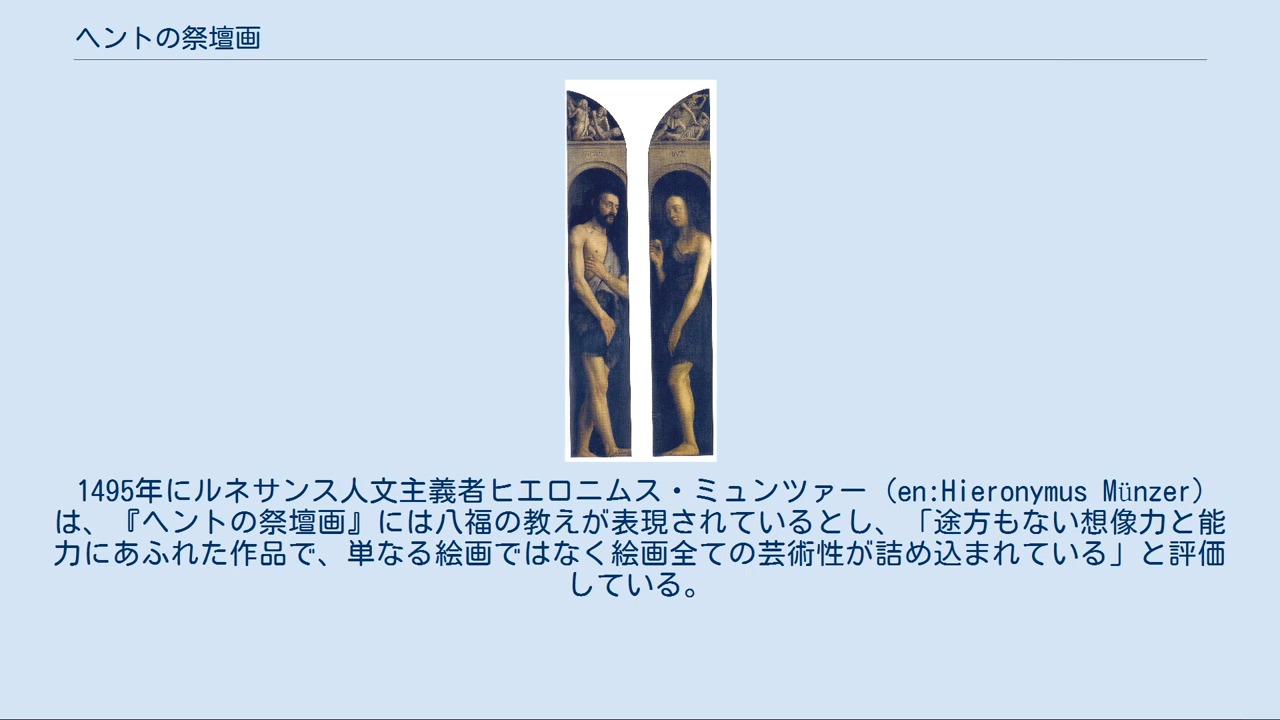 ヘントの祭壇画
1495年にルネサンス人文主義者ヒエロニムス・ミュンツァー（en:Hieronymus Münzer）
は、『ヘントの祭壇画』には八福の教えが表現されているとし、「途方もない想像力と能
力にあふれた作品で、単なる絵画ではなく絵画全ての芸術性が詰め込まれている」と評価
している。